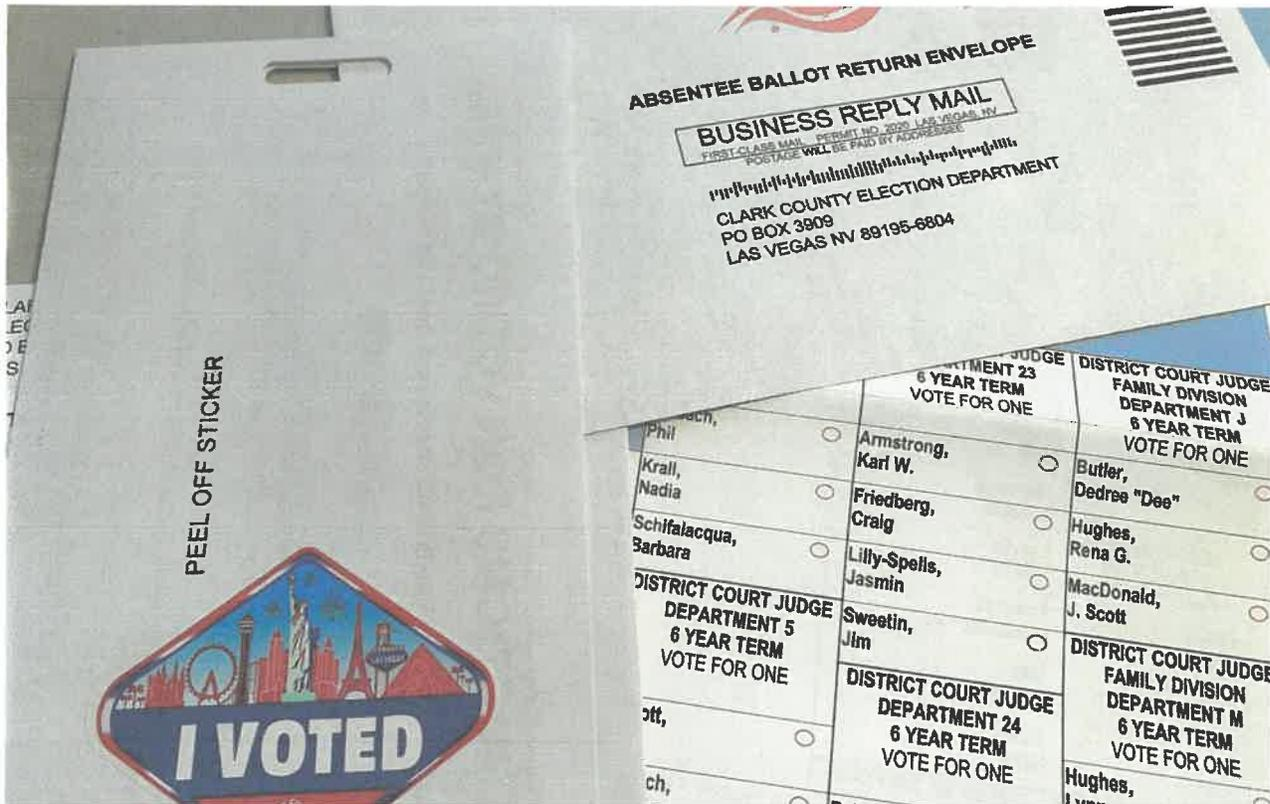 ABSENTEE BALLOT RETURN ENVELOPE
BUSINESS REPLY MAIL
FIRST-CLASS MAIL PERMIT NO. 2020 LAS VEGAS, NV
POSTAGE WILL BE PAID BY ADDRESSEE
CLARK COUNTY ELECTION DEPARTMENT
PO BOX 3909
LAS VEGAS NV 89195-6804
PEEL OFF STICKER
I VOTED
Phil
Krall,
Nadia
Schifalacqua,
Barbara
DISTRICT COURT JUDGE
DEPARTMENT 5
6 YEAR TERM
VOTE FOR ONE
JUDGE
23
6 YEAR TERM
VOTE FOR ONE
Armstrong,
Karl W.
Friedberg,
Craig
Lilly-Spells,
Jasmin
Sweetin,
Jim
DISTRICT COURT JUDGE
DEPARTMENT 24
6 YEAR TERM
VOTE FOR ONE
DISTRICT COURT JUDGE
FAMILY DIVISION
DEPARTMENT J
6 YEAR TERM
VOTE FOR ONE
Butler,
Dedree "Dee"
Hughes,
Rena G.
MacDonald,
J. Scott
DISTRICT COURT JUDGE
FAMILY DIVISION
DEPARTMENT M
6 YEAR TERM
VOTE FOR ONE
Hughes,